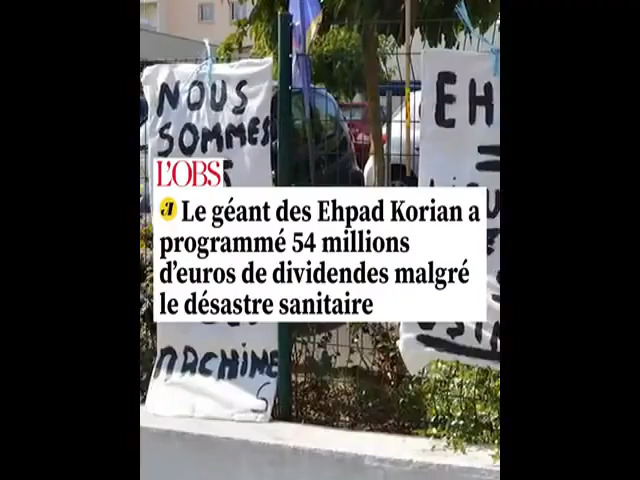 NOUS
SOMMES
EH
L'OBS
Le géant des Ehpad Korian a
programmé 54 millions
d'euros de dividendes malgré
le désastre sanitaire
MACHINE
S